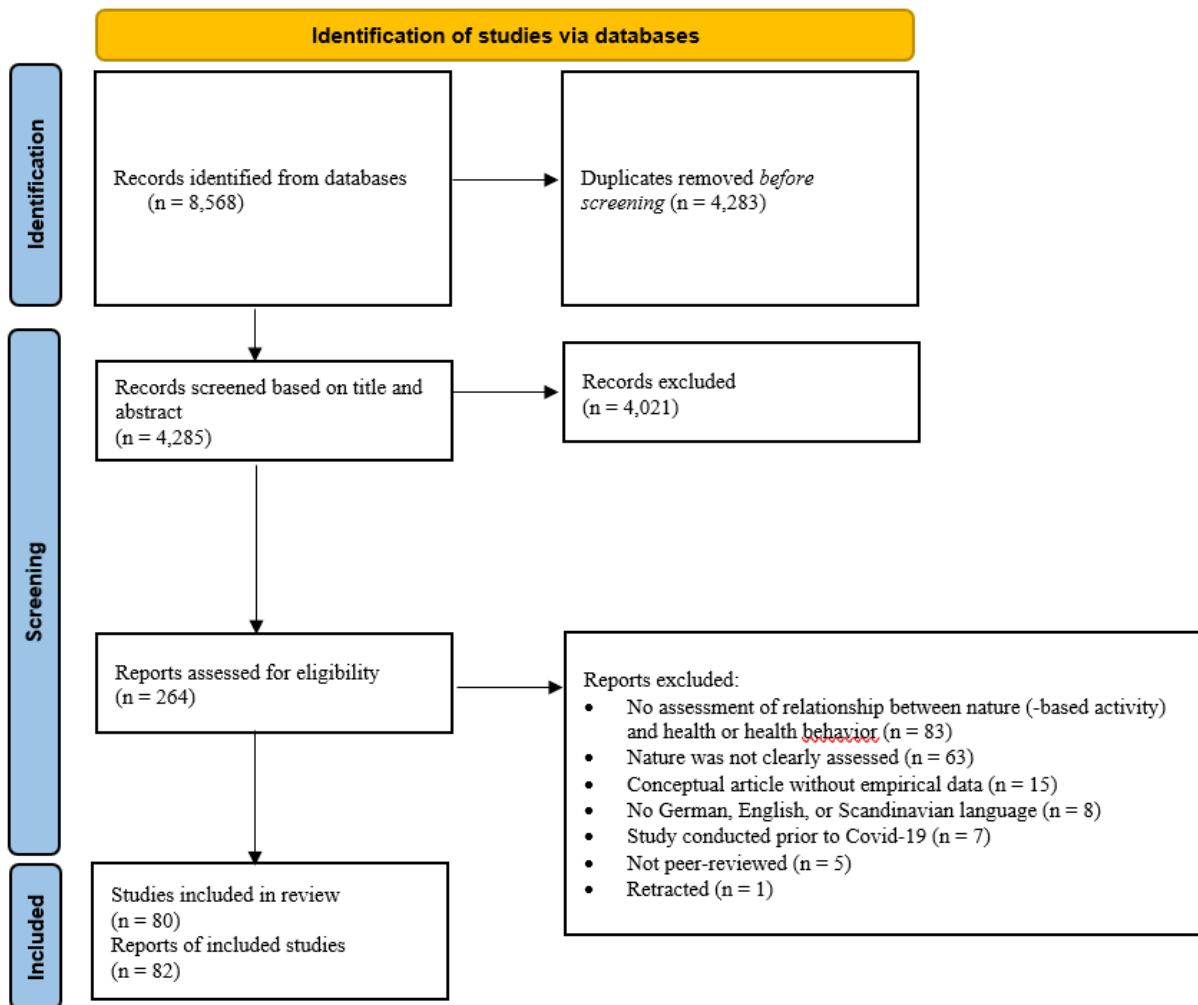 Identification of studies via databases
Identification
Records identified from databases
(n = 8,568)
Duplicates removed before
screening (n = 4,283)
Screening
Records screened based on title and
abstract
(n = 4,285)
Records excluded
(n = 4,021)
Reports assessed for eligibility
(n = 264)
Reports excluded:
• No assessment of relationship between nature (-based activity)
and health or health behavior (n = 83)
• Nature was not clearly assessed (n = 63)
• Conceptual article without empirical data (n = 15)
• No German, English, or Scandinavian language (n = 8)
• Study conducted prior to Covid-19 (n = 7)
• Not peer-reviewed (n = 5)
• Retracted (n = 1)
Included
Studies included in review
(n = 80)
Reports of included studies
(n = 82)